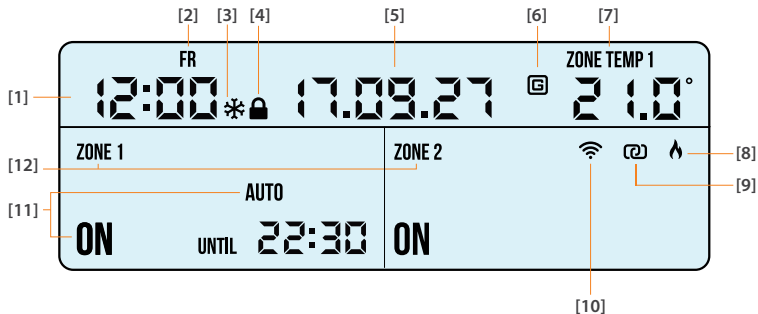 [2] [3] [4] [5] [6] [7]
FR ZONE TEMP 1
[1] 12:00 17.09.27 G 21.0°
ZONE 1 ZONE 2 [8]
[12] [9]
AUTO
[11]
ON UNTIL 22:30 ON
[10]